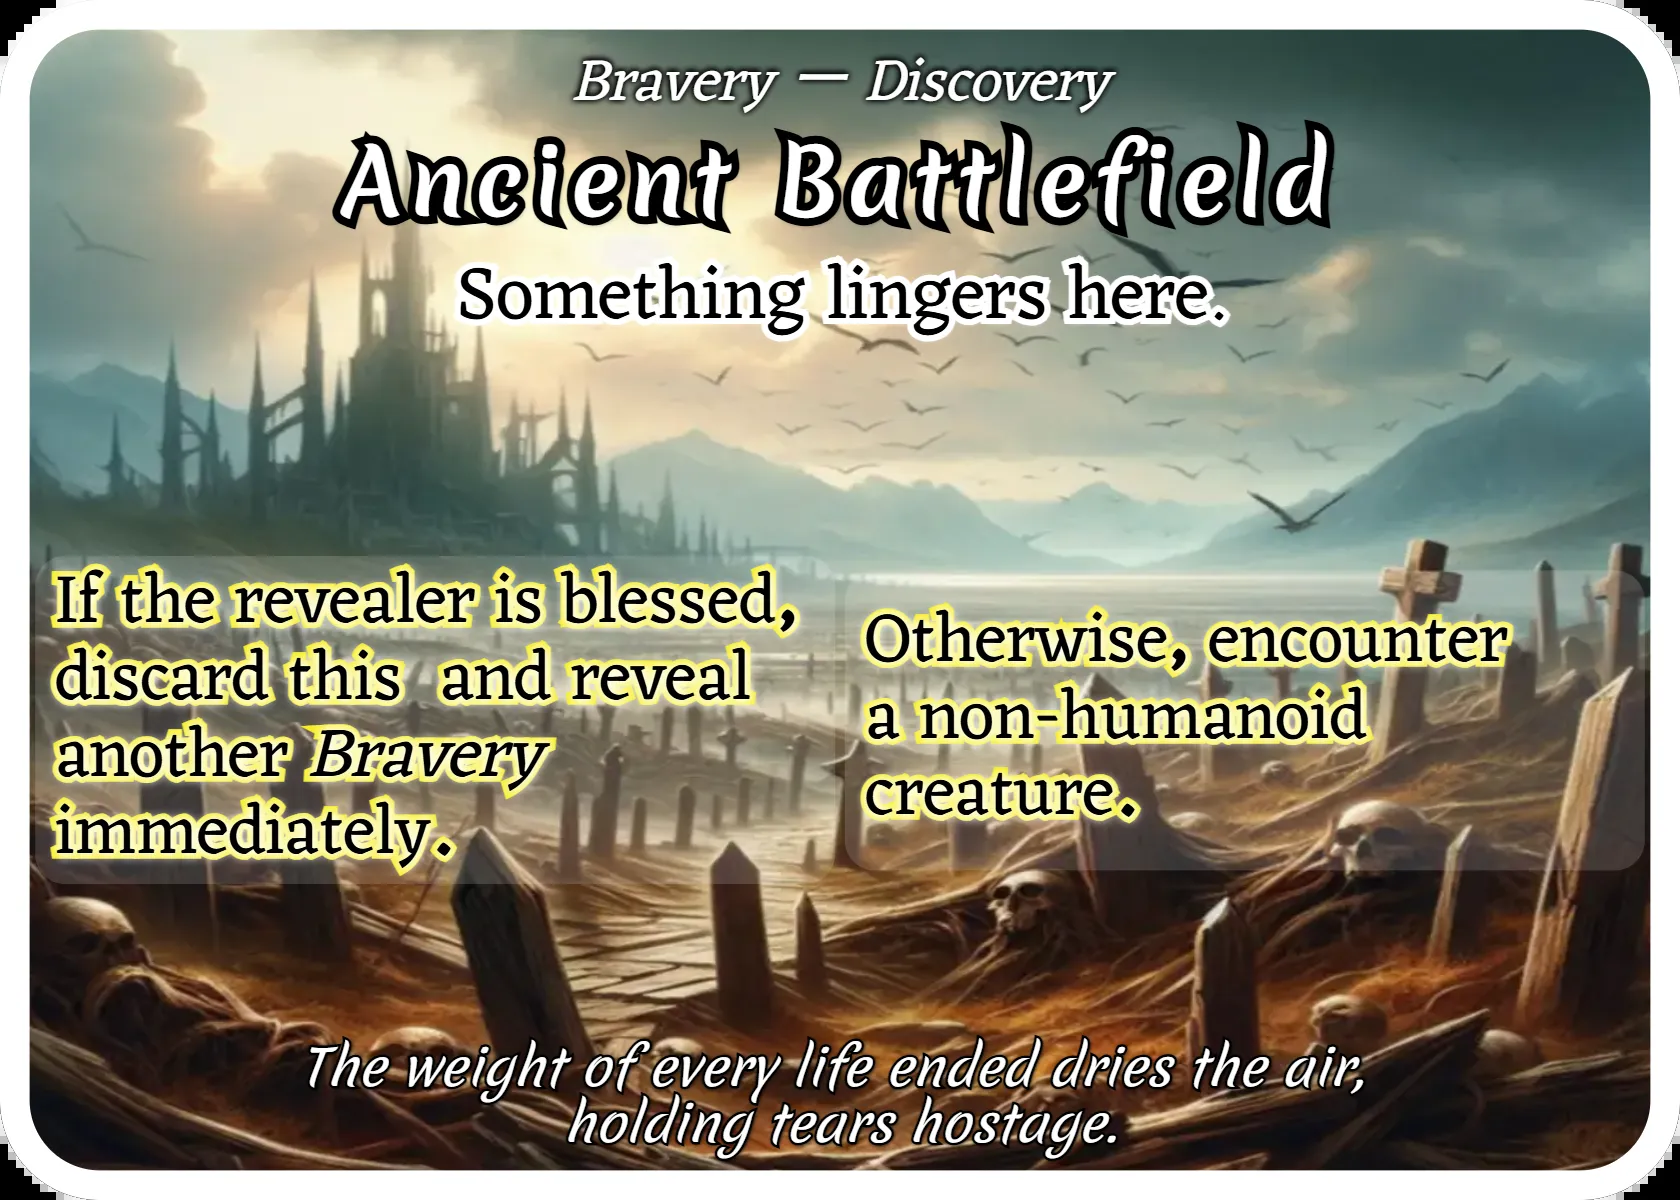 Bravery — Discovery
Ancient Battlefield
Something lingers here.
If the revealer is blessed,
discard this  and reveal
another Bravery
immediately.
Otherwise, encounter
a non-humanoid
creature.
The weight of every life ended dries the air,
holding tears hostage.